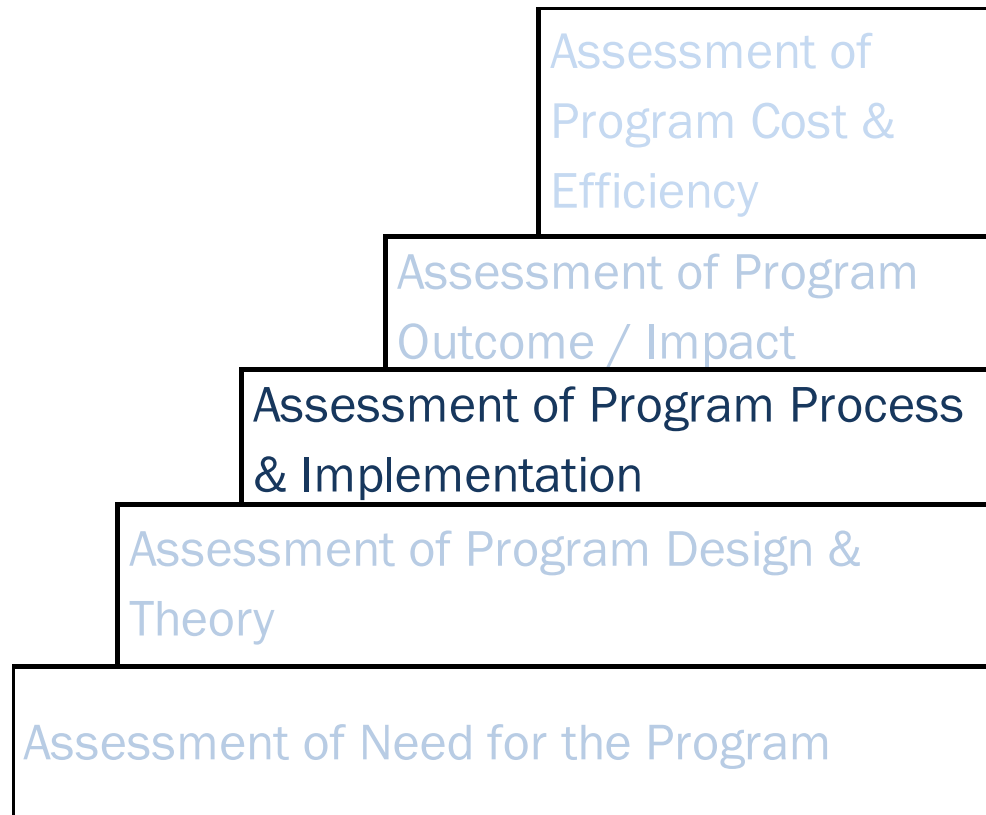 Assessment of
Program Cost &
Efficiency
Assessment of Program
Outcome / Impact
Assessment of Program Process
& Implementation
Assessment of Program Design &
Theory
Assessment of Need for the Program